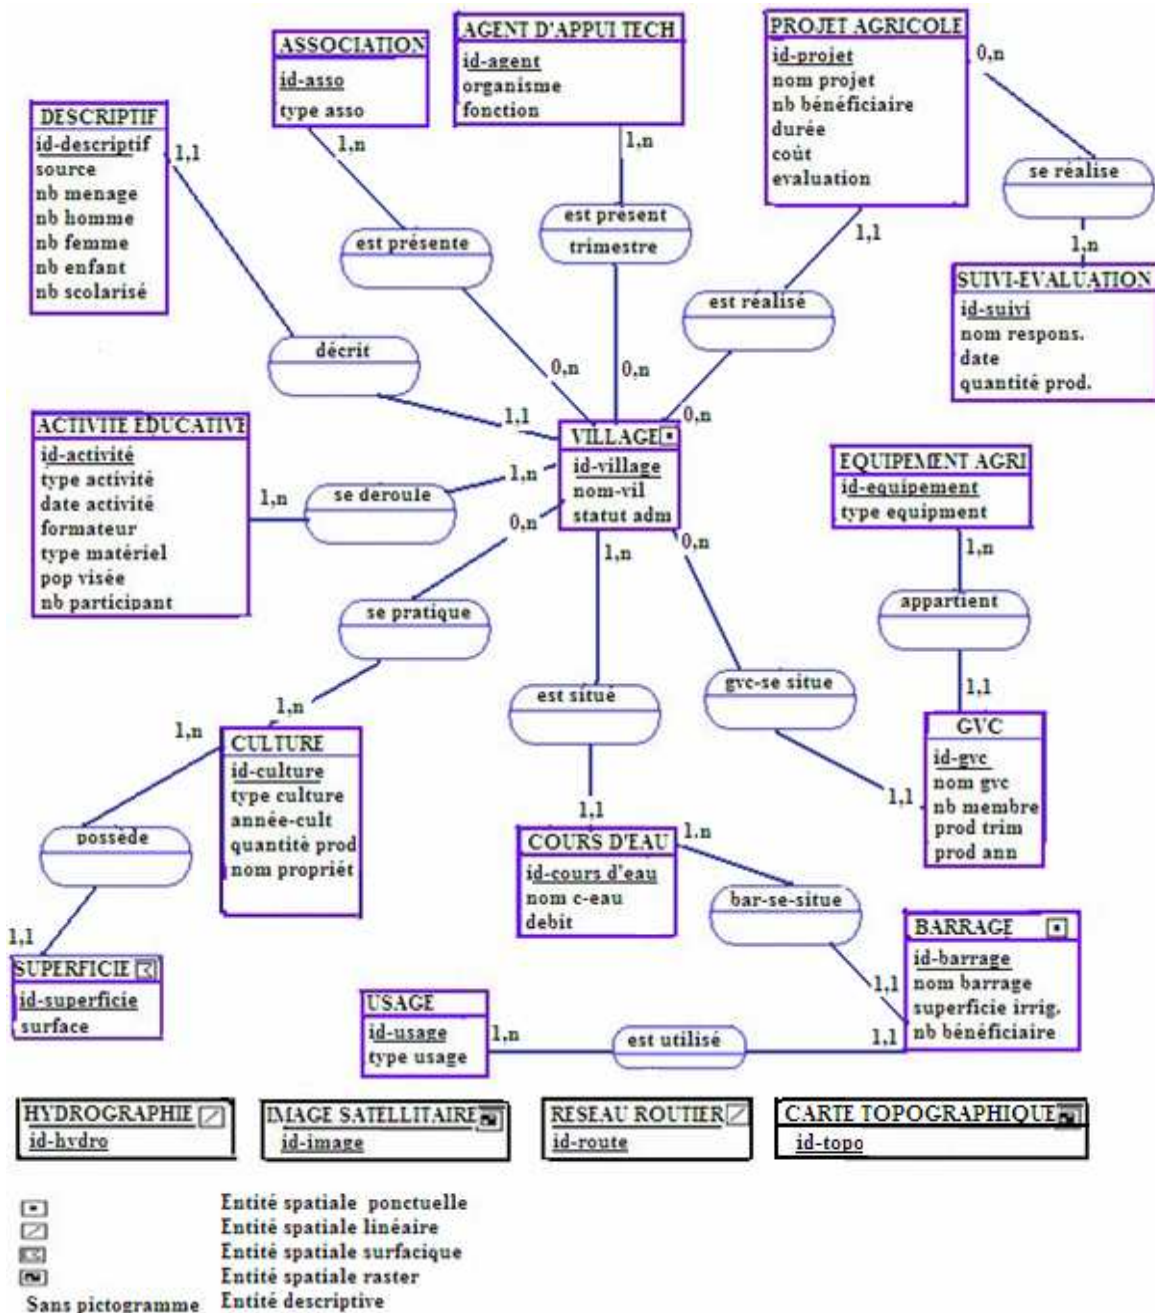 ASSOCIATION
id-asso
type asso
1,n
AGENT D'APPUI TECH
id-agent
organisme
fonction
1,n
PROJET AGRICOLE
id-projet
nom projet
nb bénéficiaire
durée
coût
evaluation
0,n
1,1
DESCRIPTIF
id-descriptif
source
nb menage
nb homme
nb femme
nb enfant
nb scolarisé
1,1
se réalise
1,n
est présente
est présent
trimestre
est réalisé
SUIVI-EVALUATION
id-suivi
nom respons.
date
quantité prod.
décrit
0,n
0,n
0,n
1,1
ACTIVITE EDUCATIVE
id-activité
type activité
date activité
formateur
type matériel
pop visée
nb participant
1,n
se deroule
1,n
0,n
VILLAGE
id-village
nom-vil
statut adm
1,n
0,n
EQUIPEMENT AGRI
id-equipement
type equipment
1,n
appartient
1,1
se pratique
1,n
est situé
1,1
gvc-se situe
1,1
GVC
id-gvc
nom gvc
nb membre
prod trim
prod ann
1,n
CULTURE
id-culture
type culture
année-cult
quantité prod
nom propriét
possède
1,1
SUPERFICIE
id-superficie
surface
COURS D'EAU
id-cours d'eau
nom c-eau
debit
1.n
bar-se-situe
1,1
BARRAGE
id-barrage
nom barrage
superficie irrig.
nb bénéficiaire
1,1
USAGE
id-usage
type usage
1,n
est utilisé
HYDROGRAPHIE
id-hydro
IMAGE SATELLITAIRE
id-image
RESEAU ROUTIER
id-route
CARTE TOPOGRAPHIQUE
id-topo
Entité spatiale ponctuelle
Entité spatiale linéaire
Entité spatiale surfacique
Entité spatiale raster
Sans pictogramme Entité descriptive